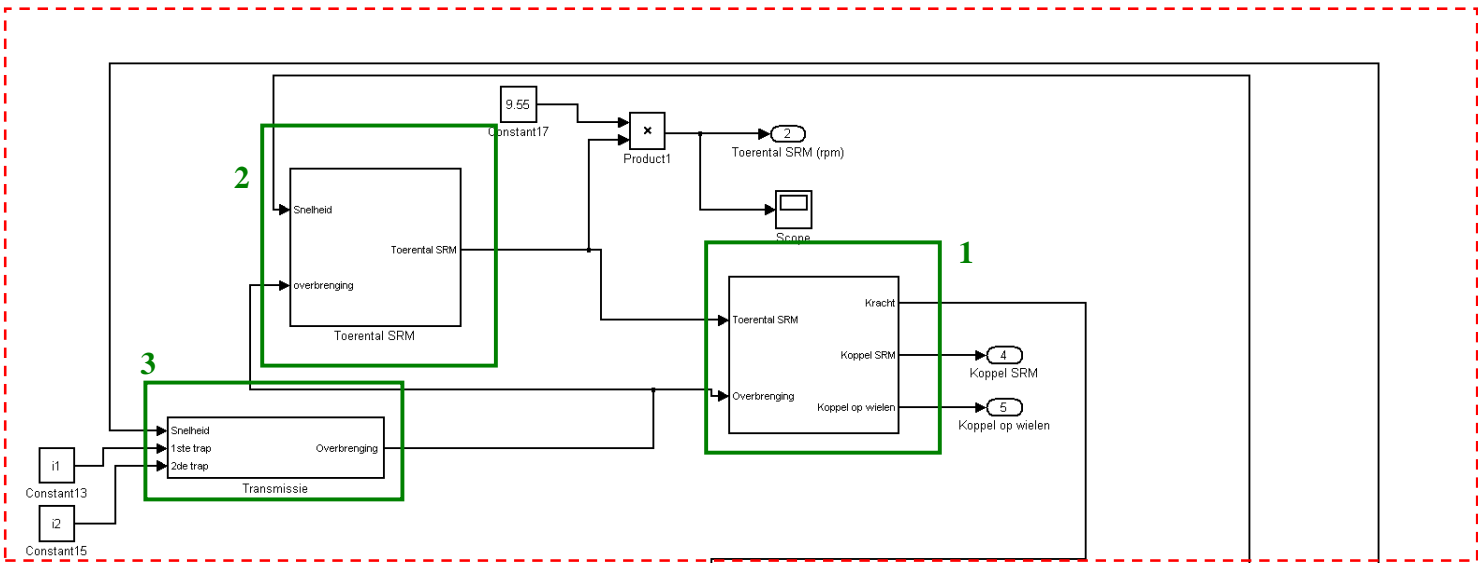 9.55
Constant17
×
Product1
2
Toerental SRM (rpm)
Scope
2
Snelheid
Toerental SRM
overbrenging
Toerental SRM
1
Kracht
Toerental SRM
Koppel SRM
4
Koppel SRM
Overbrenging
Koppel op wielen
5
Koppel op wielen
3
Snelheid
1ste trap
Overbrenging
2de trap
Transmissie
i1
Constant13
i2
Constant15